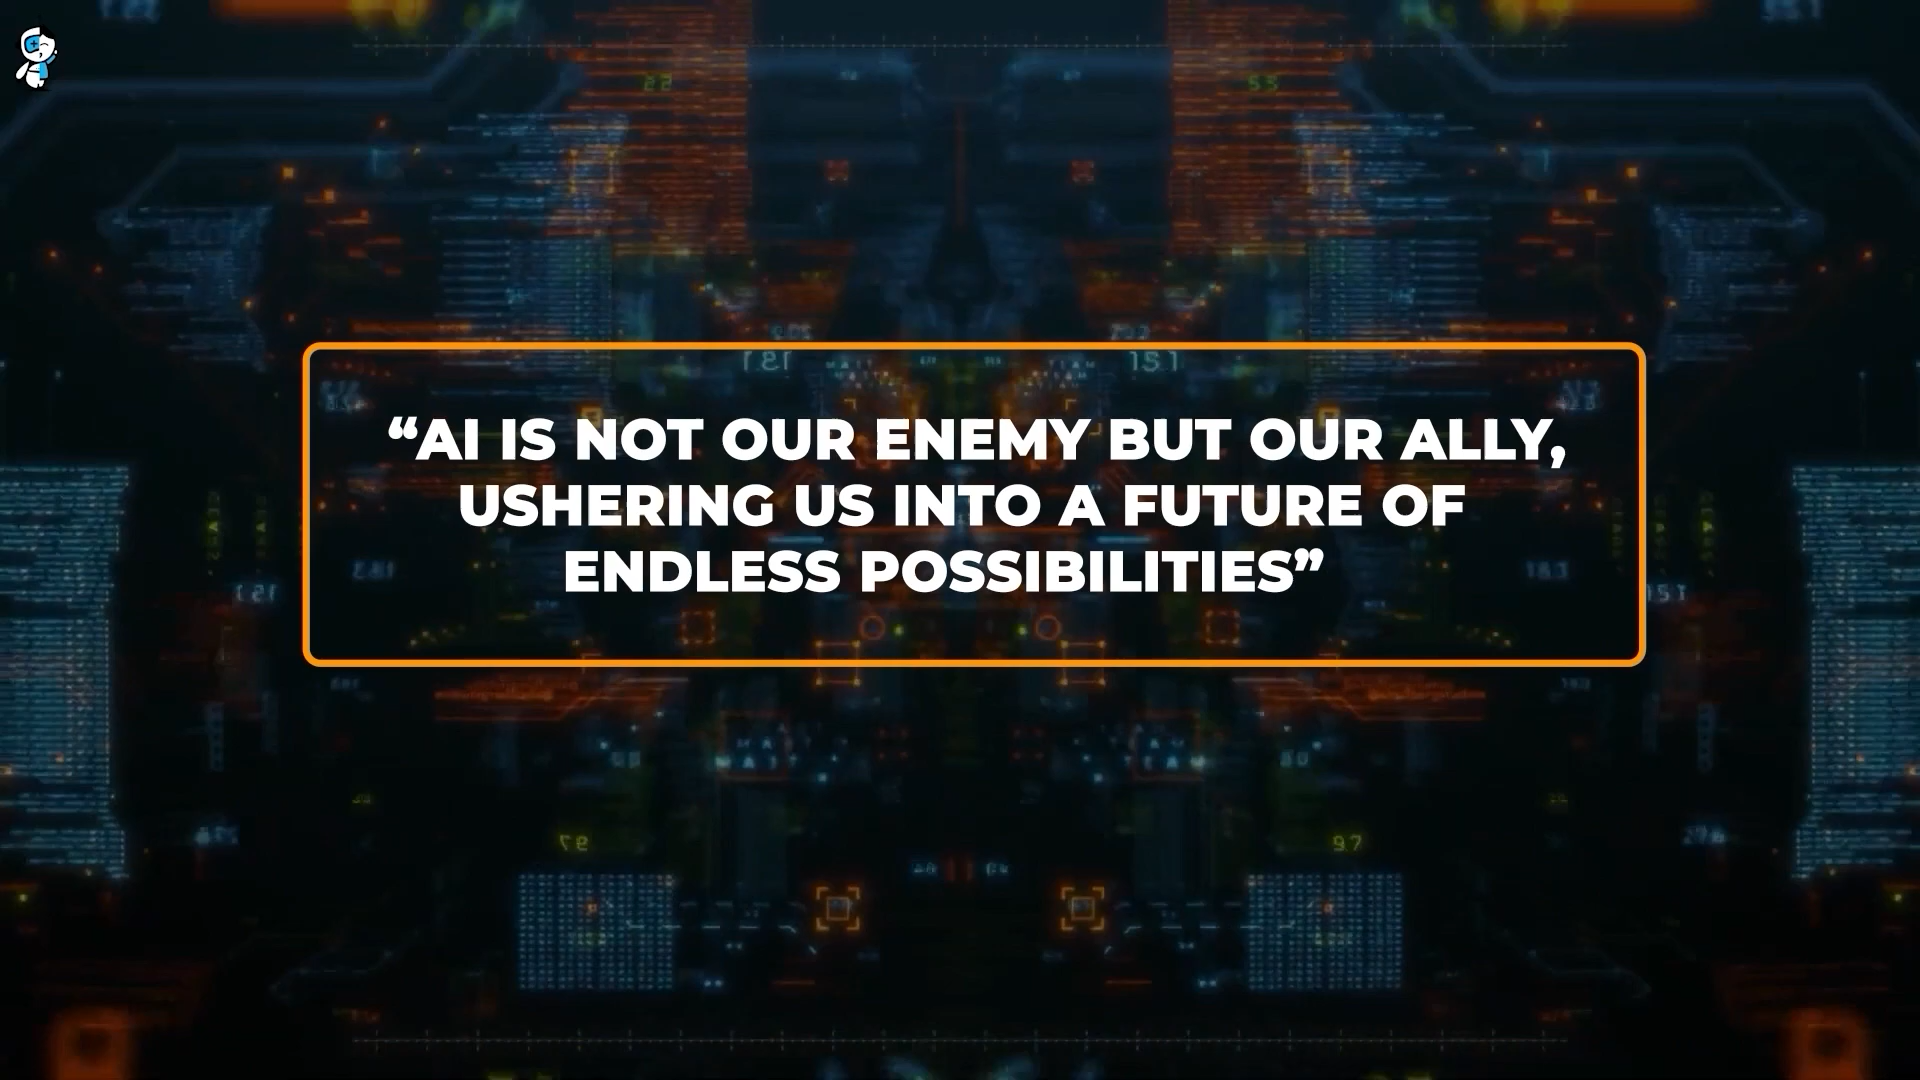 “AI IS NOT OUR ENEMY BUT OUR ALLY,
USHERING US INTO A FUTURE OF
ENDLESS POSSIBILITIES”